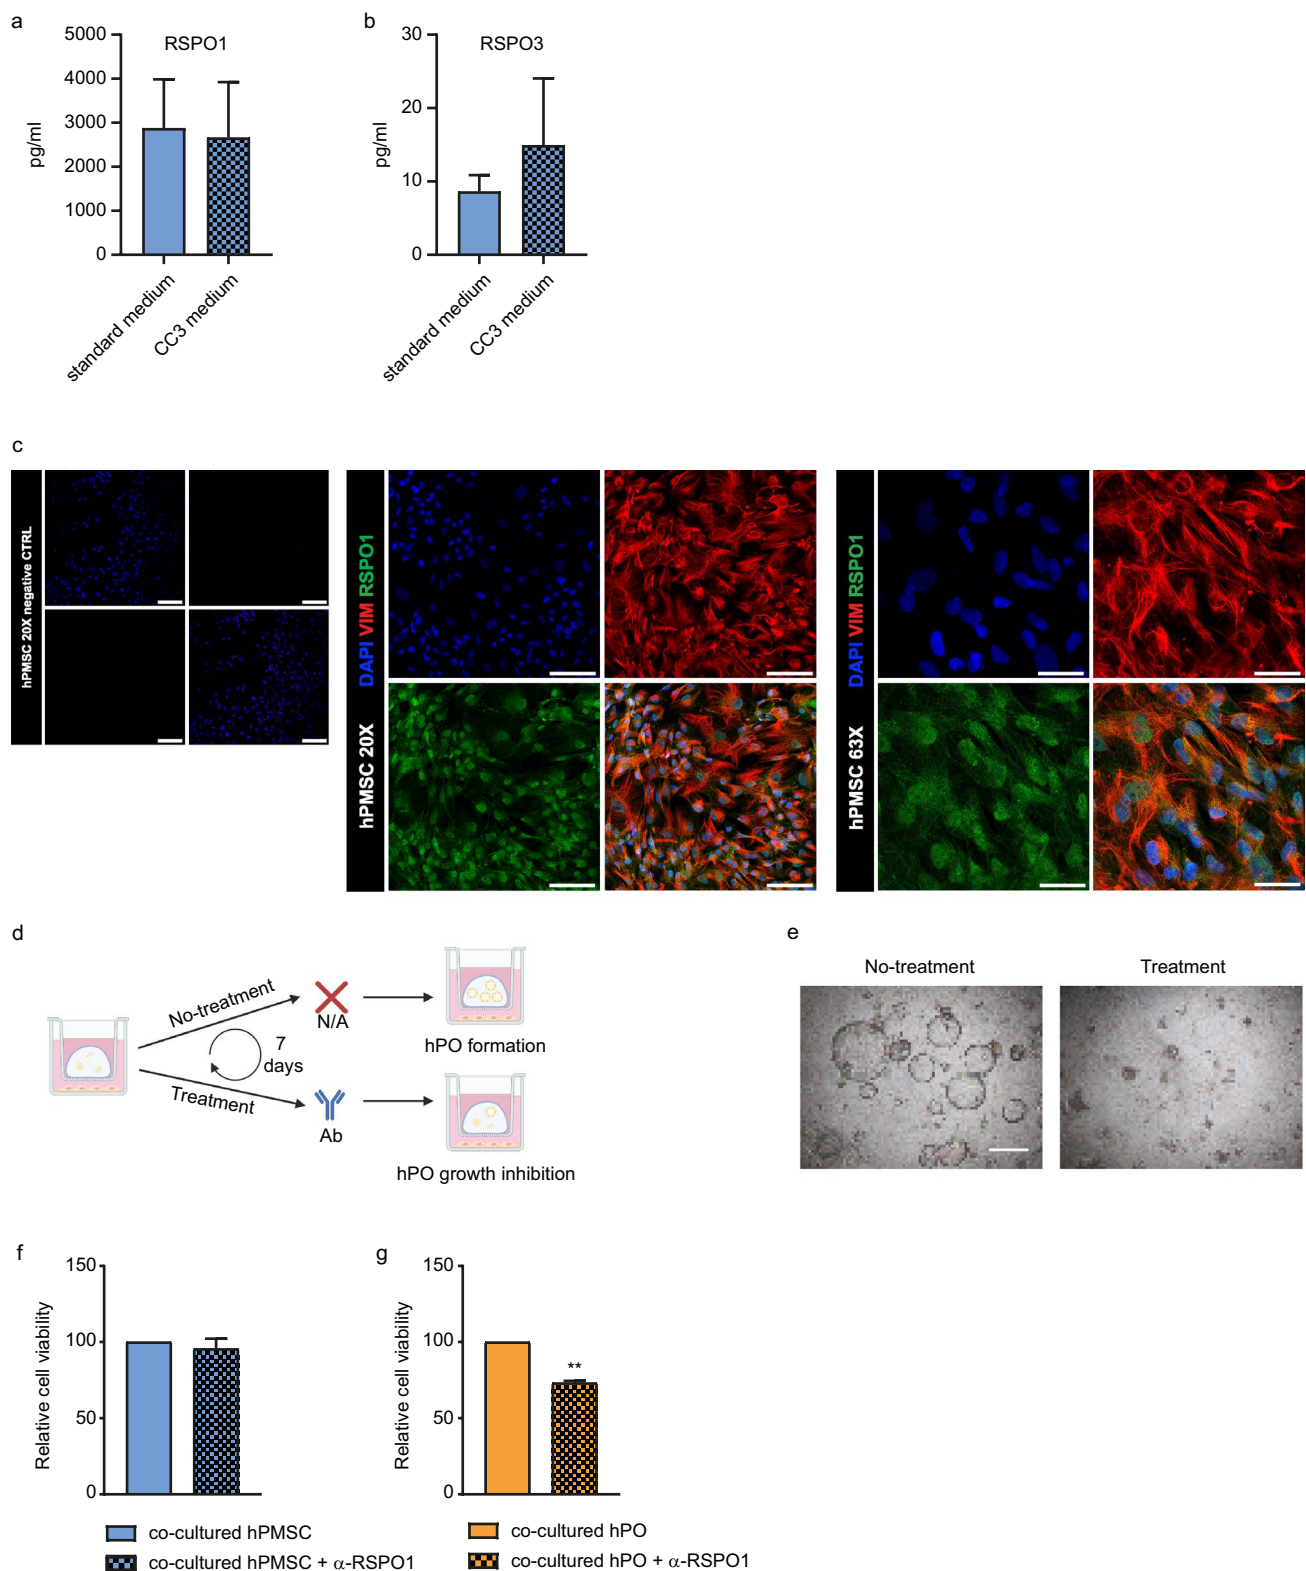 a
RSPO1
5000
4000
3000
2000
1000
0
pg/ml
standard medium
CC3 medium
b
RSPO3
30
20
10
0
pg/ml
standard medium
CC3 medium
c
hPMSC 20X negative CTRL
hPMSC 20X DAPI VIM RSPO1
hPMSC 63X DAPI VIM RSPO1
d
No-treatment
N/A
7
days
Treatment
Ab
hPO formation
hPO growth inhibition
e
No-treatment
Treatment
f
150
100
50
0
Relative cell viability
co-cultured hPMSC
co-cultured hPMSC + α-RSPO1
g
150
100
50
0
Relative cell viability
**
co-cultured hPO
co-cultured hPO + α-RSPO1